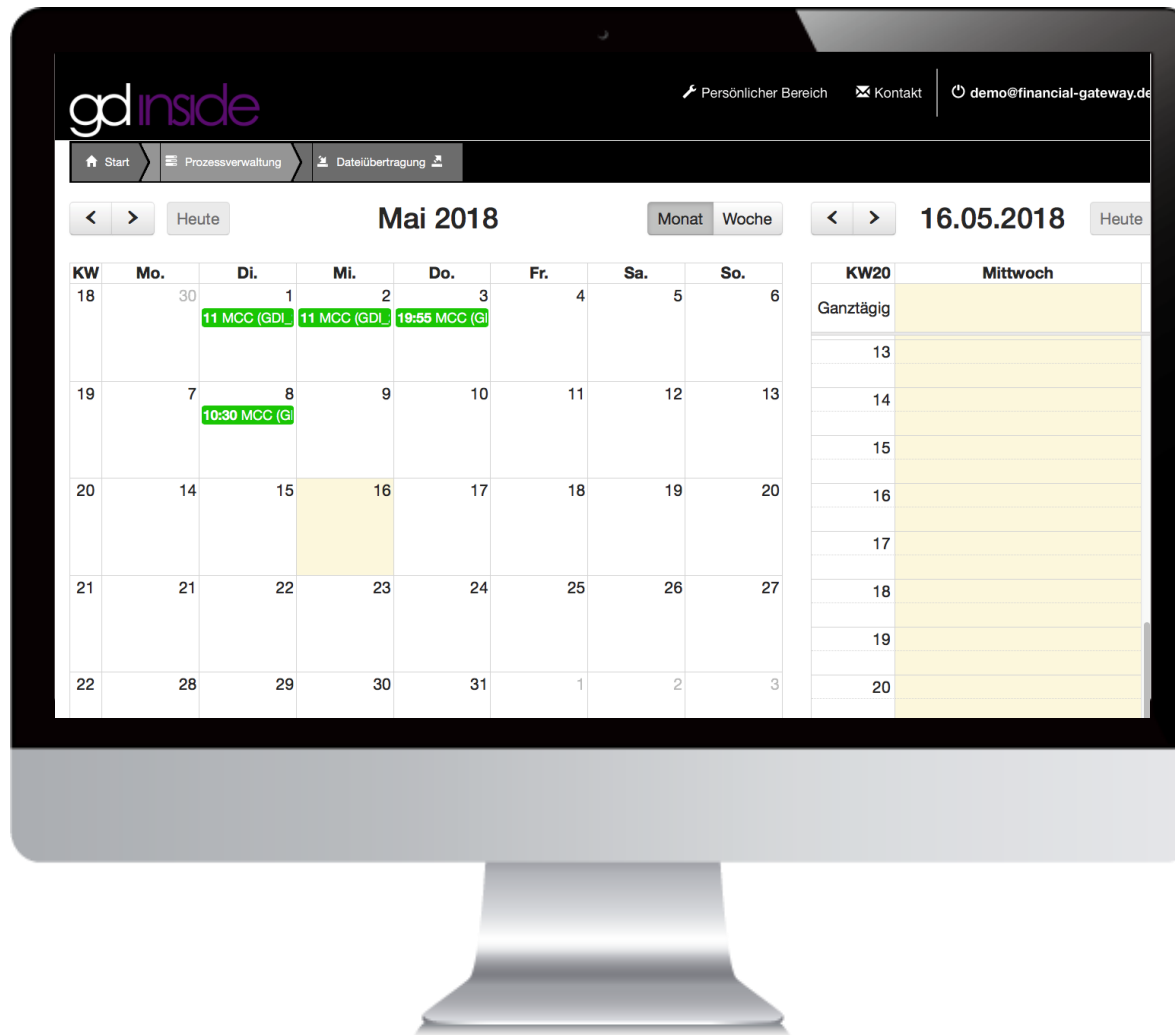 gdinside
Persönlicher Bereich Kontakt demo@financial-gateway.de
Start Prozessverwaltung Dateiübertragung
Heute Mai 2018 Monat Woche 16.05.2018 Heute
KW Mo. Di. Mi. Do. Fr. Sa. So. KW20 Mittwoch
18 30 1 2 3 4 5 6
11 MCC (GDI_ 11 MCC (GDI_ 19:55 MCC (GI
Ganztägig
13
19 7 8 9 10 11 12 13
10:30 MCC (GI
14
15
20 14 15 16 17 18 19 20
16
17
21 21 22 23 24 25 26 27
18
19
22 28 29 30 31 1 2 3
20